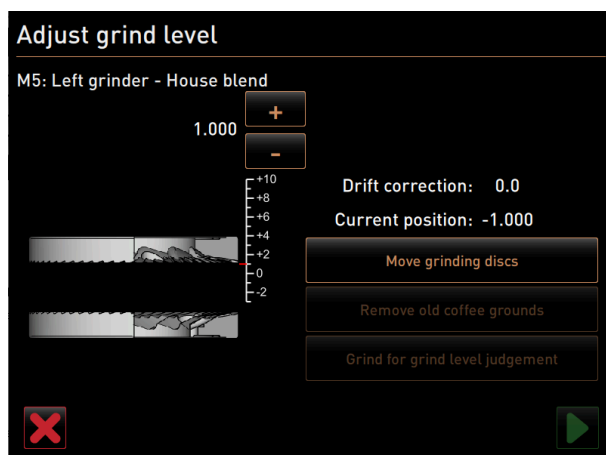 Adjust grind level
M5: Left grinder - House blend
1.000
+
-
+10
+8
+6
+4
+2
0
-2
Drift correction: 0.0
Current position: -1.000
Move grinding discs
Remove old coffee grounds
Grind for grind level judgement